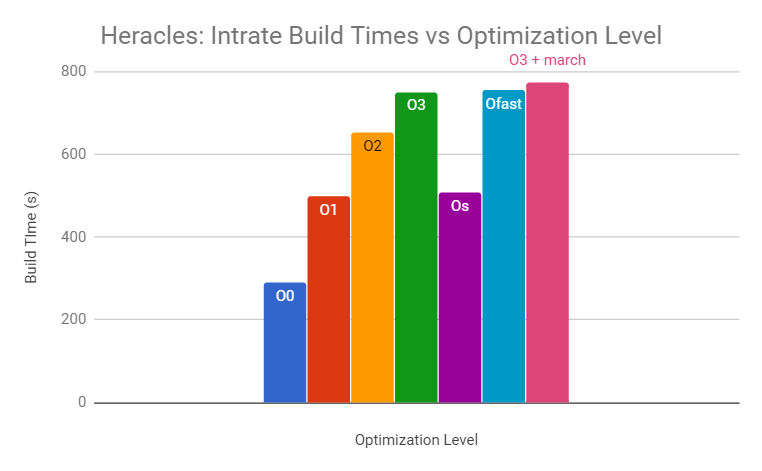 Heracles: Intrate Build Times vs Optimization Level
O3 + march
800
600
400
200
0
Build TIme (s)
O0
O1
O2
O3
Os
Ofast
Optimization Level